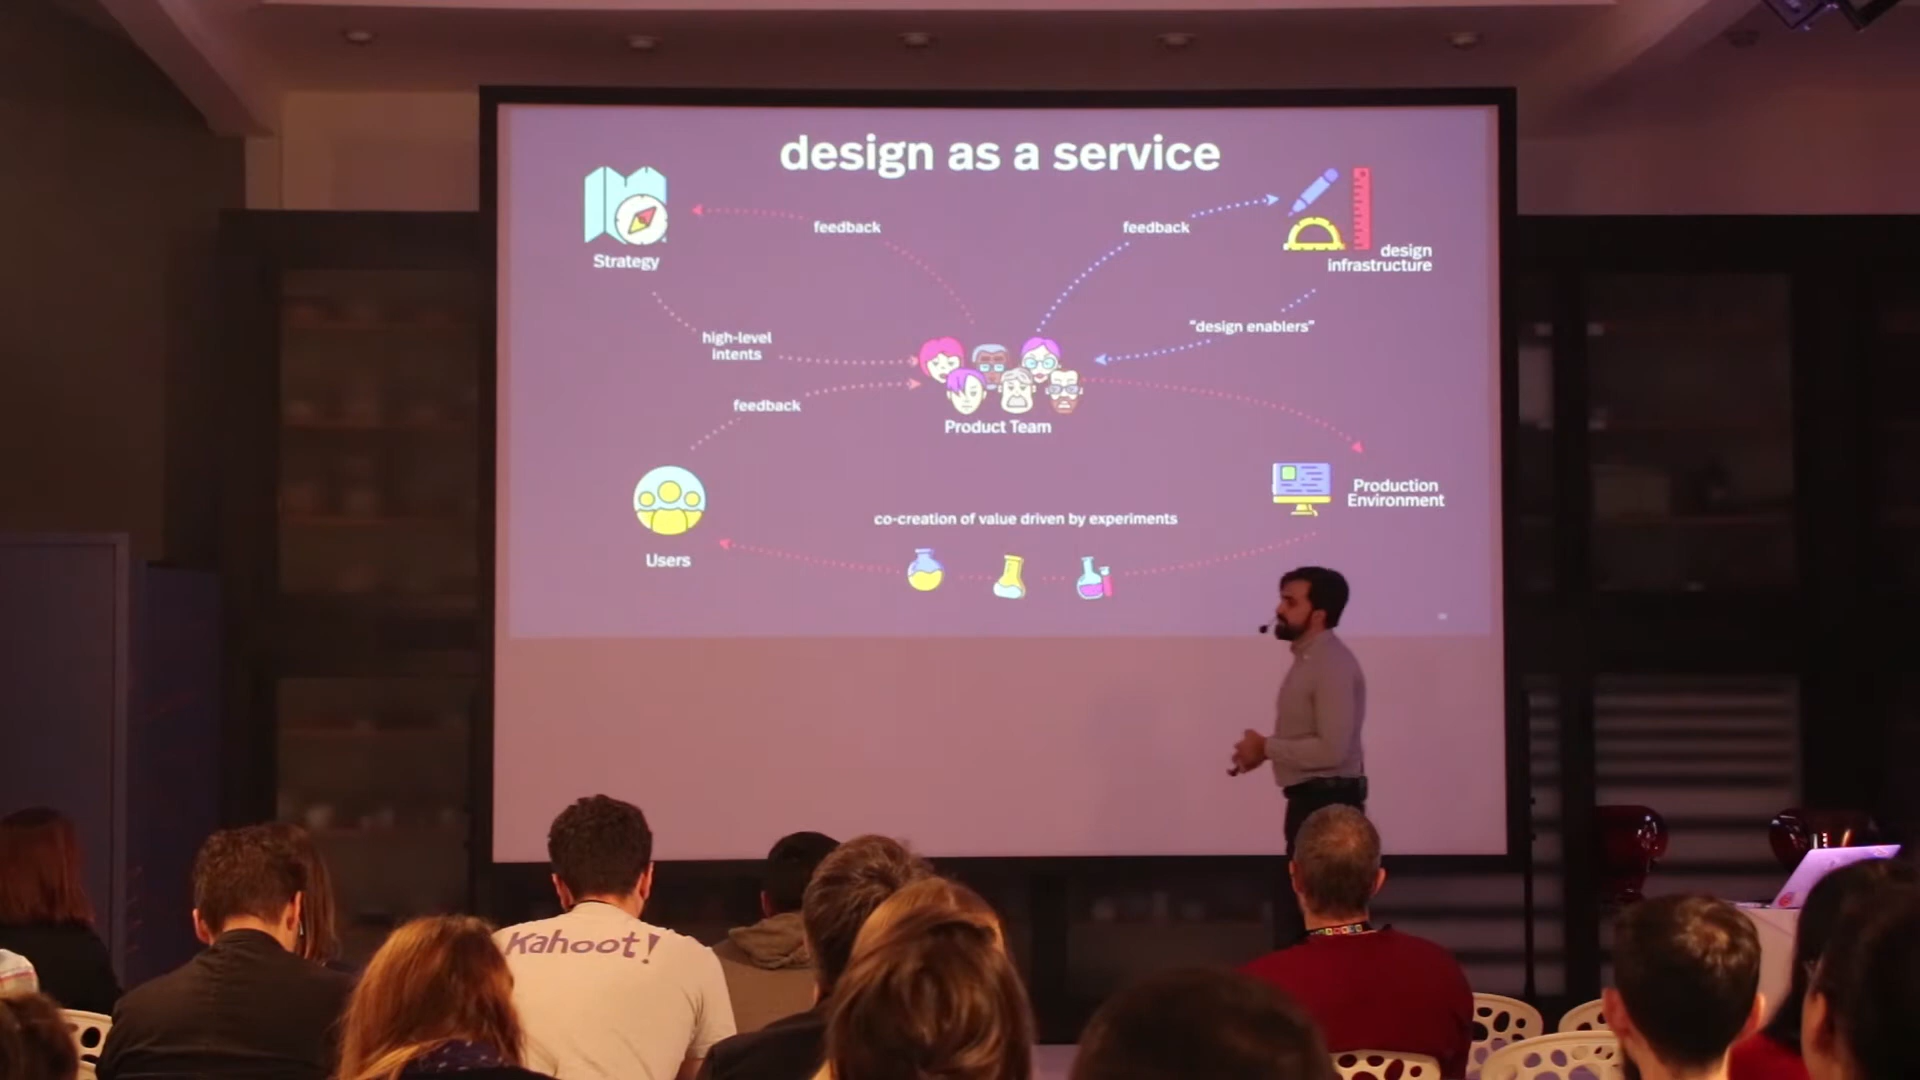 design as a service
feedback
feedback
Strategy
design
infrastructure
high-level
intents
"design enablers"
feedback
Product Team
Production
Environment
co-creation of value driven by experiments
Users
Kahoot!